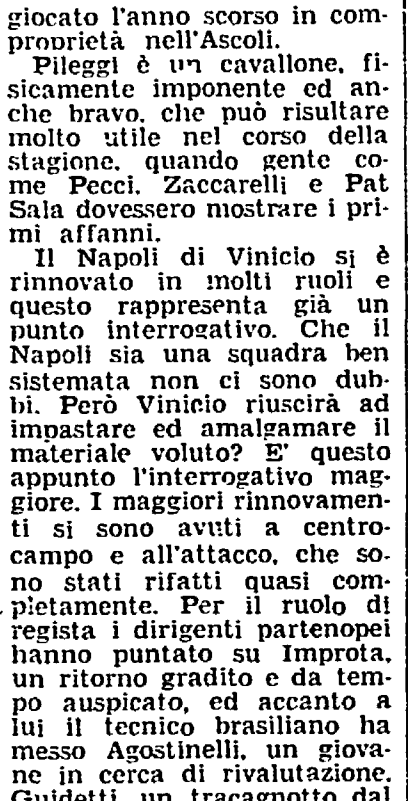 giocato l'anno scorso in com-
proprietà nell'Ascoli.
Pileggi è un cavallone, fi-
sicamente imponente ed an-
che bravo, che può risultare
molto utile nel corso della
stagione, quando gente co-
me Pecci, Zaccarelli e Pat
Sala dovessero mostrare i pri-
mi affanni.
Il Napoli di Vinicio si è
rinnovato in molti ruoli e
questo rappresenta già un
punto interrogativo. Che il
Napoli sia una squadra ben
sistemata non ci sono dub-
bi. Però Vinicio riuscirà ad
impastare ed amalgamare il
materiale voluto? E' questo
appunto l'interrogativo mag-
giore. I maggiori rinnovamen-
ti si sono avuti a centro-
campo e all'attacco, che so-
no stati rifatti quasi com-
pletamente. Per il ruolo di
regista i dirigenti partenopei
hanno puntato su Improta,
un ritorno gradito e da tem-
po auspicato, ed accanto a
lui il tecnico brasiliano ha
messo Agostinelli, un giova-
ne in cerca di rivalutazione.
Guidetti, un tracagnotto dal